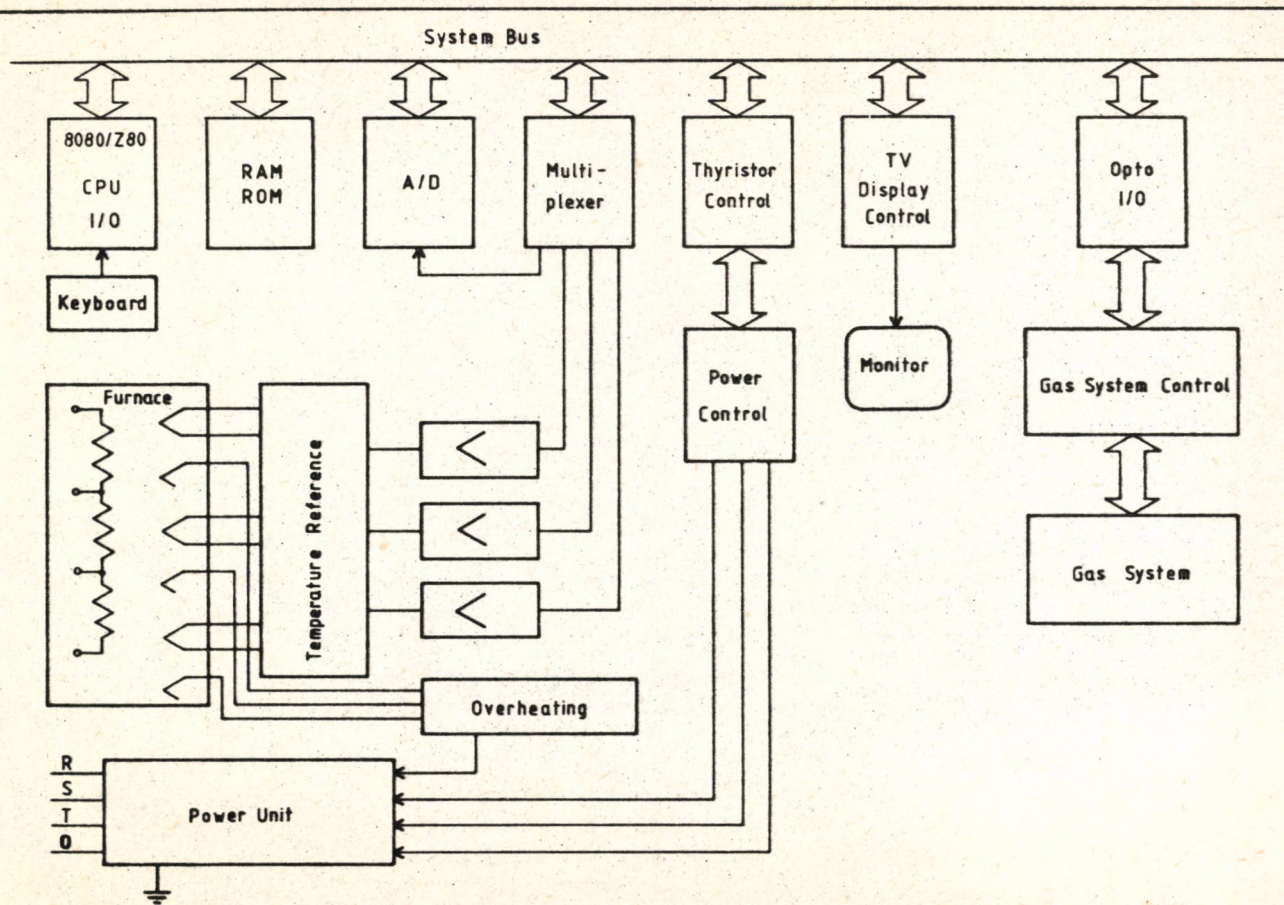 System Bus
8080/Z80
CPU
I/O
RAM
ROM
A/D
Multi-
plexer
Thyristor
Control
TV
Display
Control
Opto
I/O
Keyboard
Power
Control
Monitor
Gas System Control
Furnace
Temperature Reference
Gas System
Overheating
R
S
T
O
Power Unit